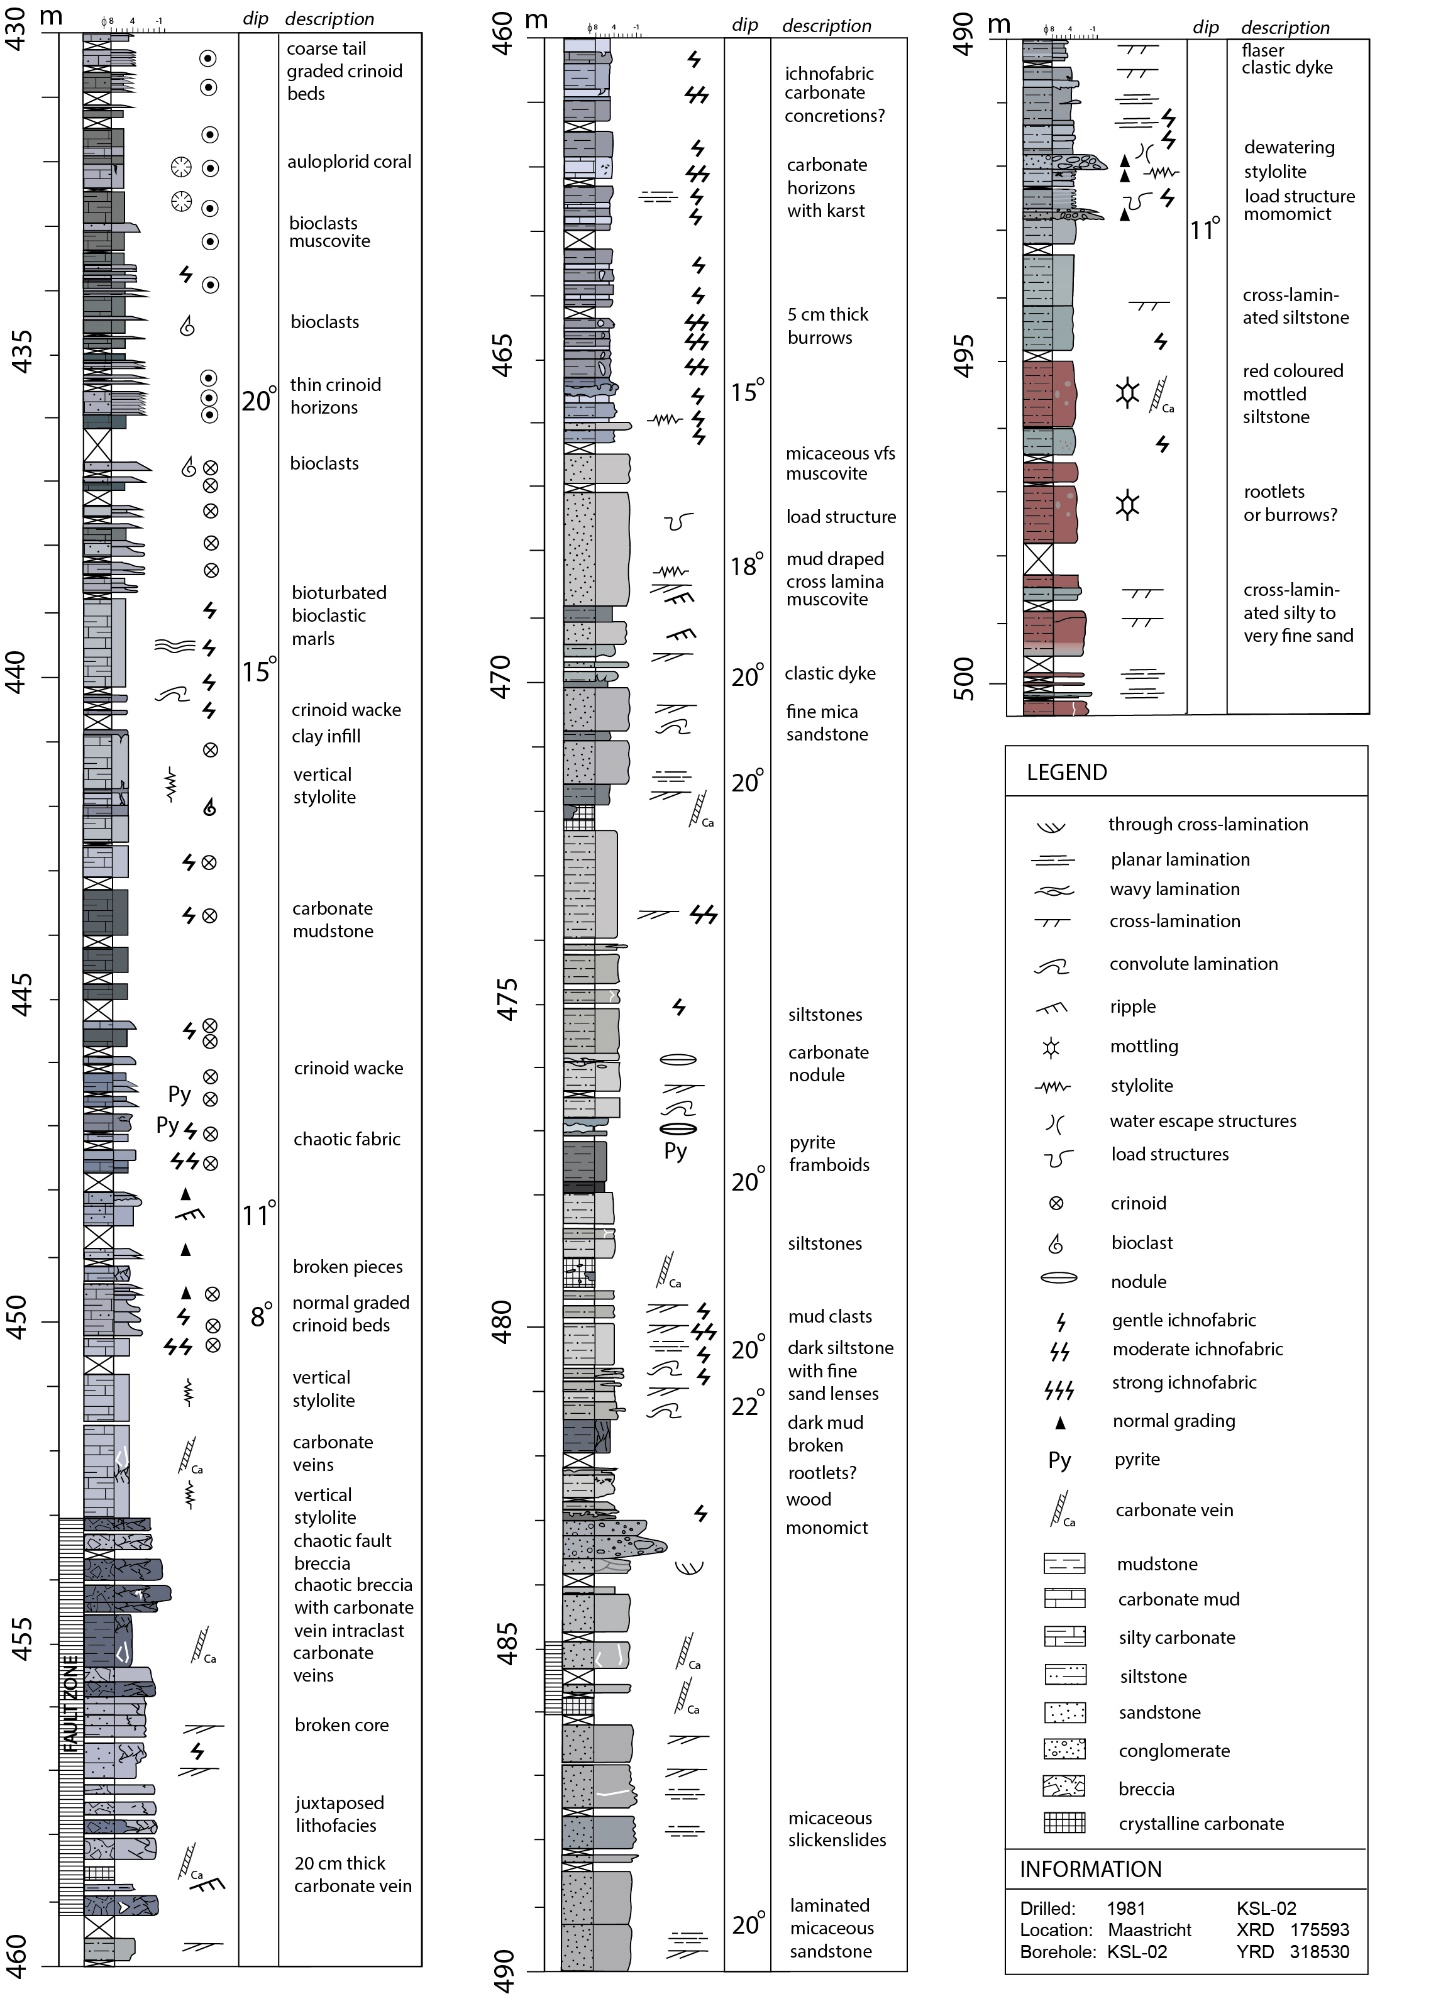 430
m
ϕ 8 4 -1
dip
description
coarse tail
graded crinoid
beds
auloplorid coral
bioclasts
muscovite
bioclasts
435
thin crinoid
horizons
20°
bioclasts
bioturbated
bioclastic
marls
440
15°
crinoid wacke
clay infill
vertical
stylolite
carbonate
mudstone
445
crinoid wacke
Py
Py
chaotic fabric
11°
broken pieces
normal graded
crinoid beds
450
8°
vertical
stylolite
carbonate
veins
Ca
vertical
stylolite
chaotic fault
breccia
chaotic breccia
with carbonate
vein intraclast
carbonate
veins
455
Ca
FAULT ZONE
broken core
juxtaposed
lithofacies
20 cm thick
carbonate vein
Ca
460
460
m
ϕ 8 4 -1
dip
description
ichnofabric
carbonate
concretions?
carbonate
horizons
with karst
5 cm thick
burrows
465
15°
micaceous vfs
muscovite
load structure
18°
mud draped
cross lamina
muscovite
470
20°
clastic dyke
fine mica
sandstone
20°
Ca
475
siltstones
carbonate
nodule
Py
pyrite
framboids
20°
siltstones
Ca
480
mud clasts
20°
dark siltstone
with fine
sand lenses
22°
dark mud
broken
rootlets?
wood
monomict
485
Ca
Ca
micaceous
slickenslides
20°
laminated
micaceous
sandstone
490
490
m
ϕ 8 4 -1
dip
description
flaser
clastic dyke
dewatering
stylolite
load structure
momomict
11°
cross-lamin-
ated siltstone
495
red coloured
mottled
siltstone
Ca
rootlets
or burrows?
cross-lamin-
ated silty to
very fine sand
500
LEGEND
through cross-lamination
planar lamination
wavy lamination
cross-lamination
convolute lamination
ripple
mottling
stylolite
water escape structures
load structures
crinoid
bioclast
nodule
gentle ichnofabric
moderate ichnofabric
strong ichnofabric
normal grading
Py pyrite
Ca carbonate vein
mudstone
carbonate mud
silty carbonate
siltstone
sandstone
conglomerate
breccia
crystalline carbonate
INFORMATION
Drilled: 1981 KSL-02
Location: Maastricht XRD 175593
Borehole: KSL-02 YRD 318530